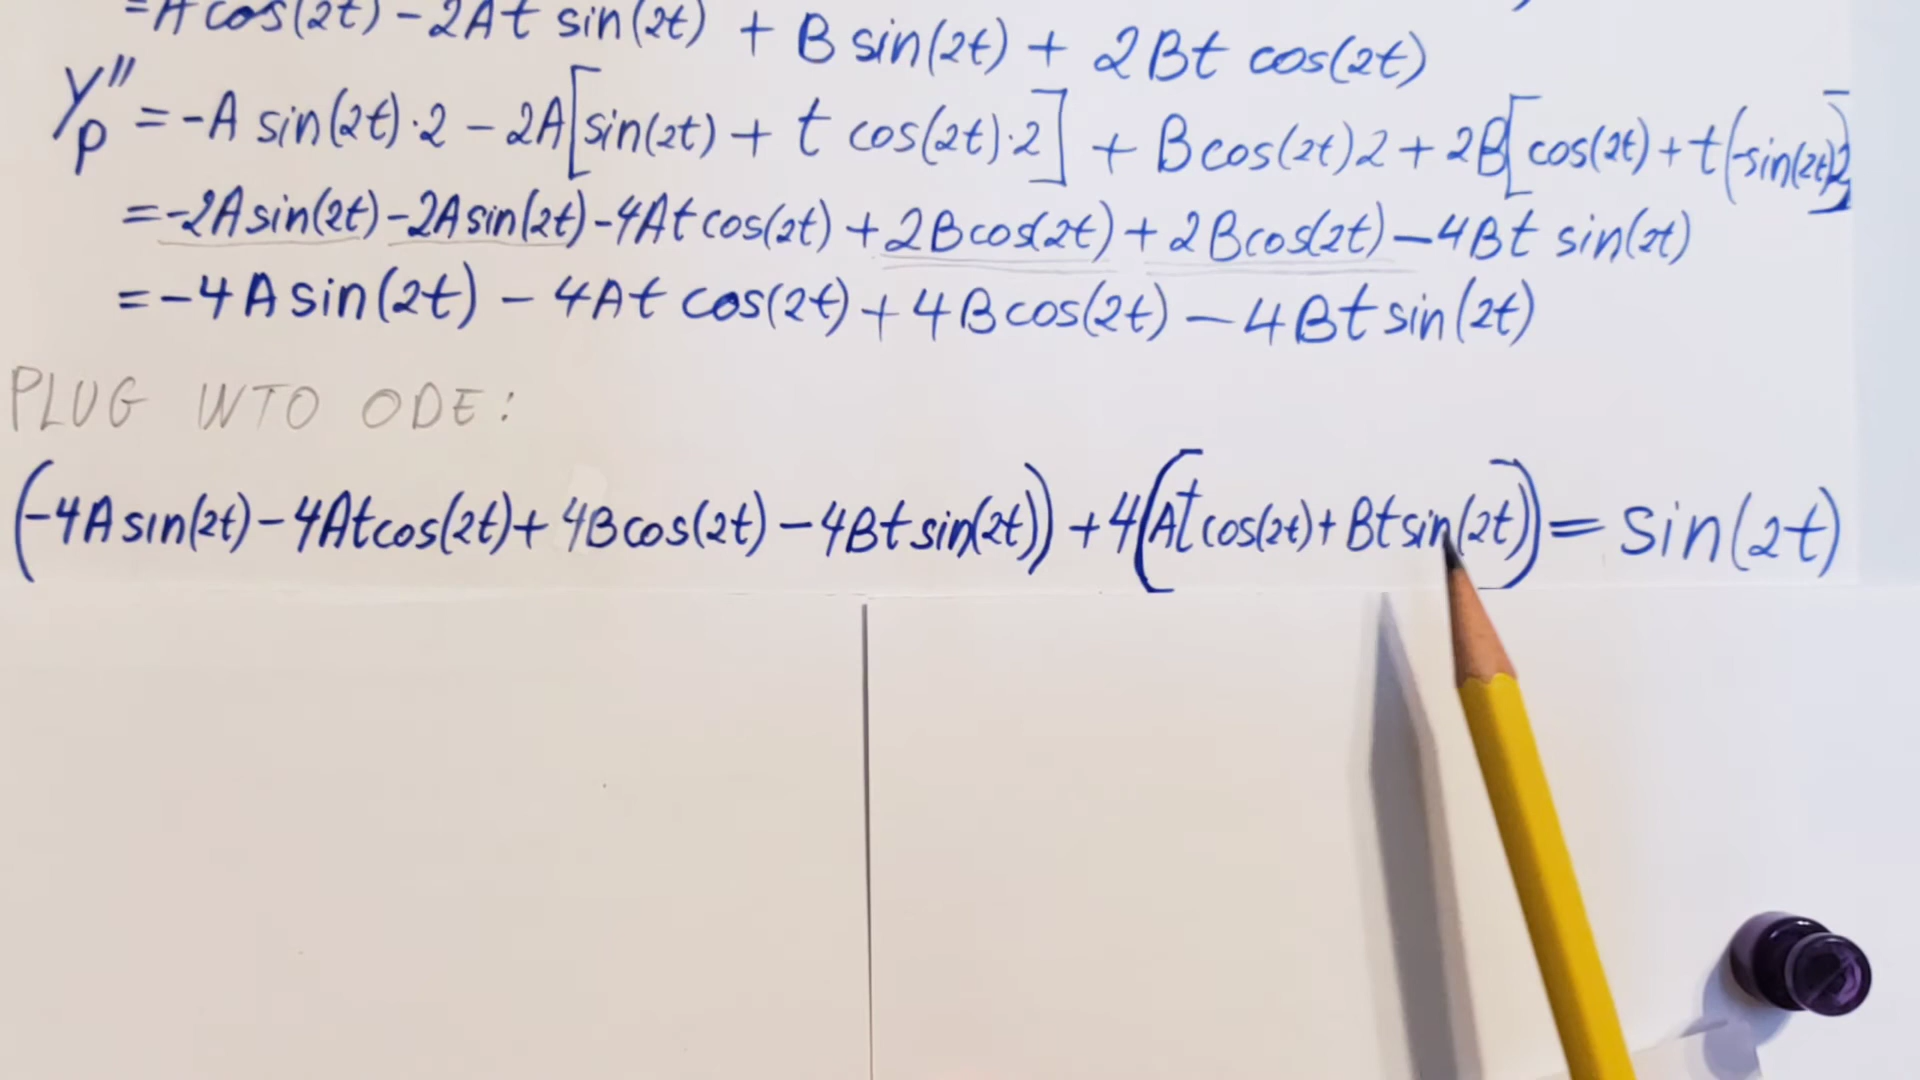 =A cos(2t) - 2At sin(2t) + B sin(2t) + 2Bt cos(2t)
Yp'' = -A sin(2t)·2 - 2A[sin(2t) + t cos(2t)·2] + B cos(2t)2 + 2B[cos(2t) + t(-sin(2t)2]
= -2A sin(2t) - 2A sin(2t) - 4At cos(2t) + 2B cos(2t) + 2B cos(2t) - 4Bt sin(2t)
= -4A sin(2t) - 4At cos(2t) + 4B cos(2t) - 4Bt sin(2t)
PLUG INTO ODE:
(-4A sin(2t) - 4At cos(2t) + 4B cos(2t) - 4Bt sin(2t)) + 4(At cos(2t) + Bt sin(2t)) = sin(2t)